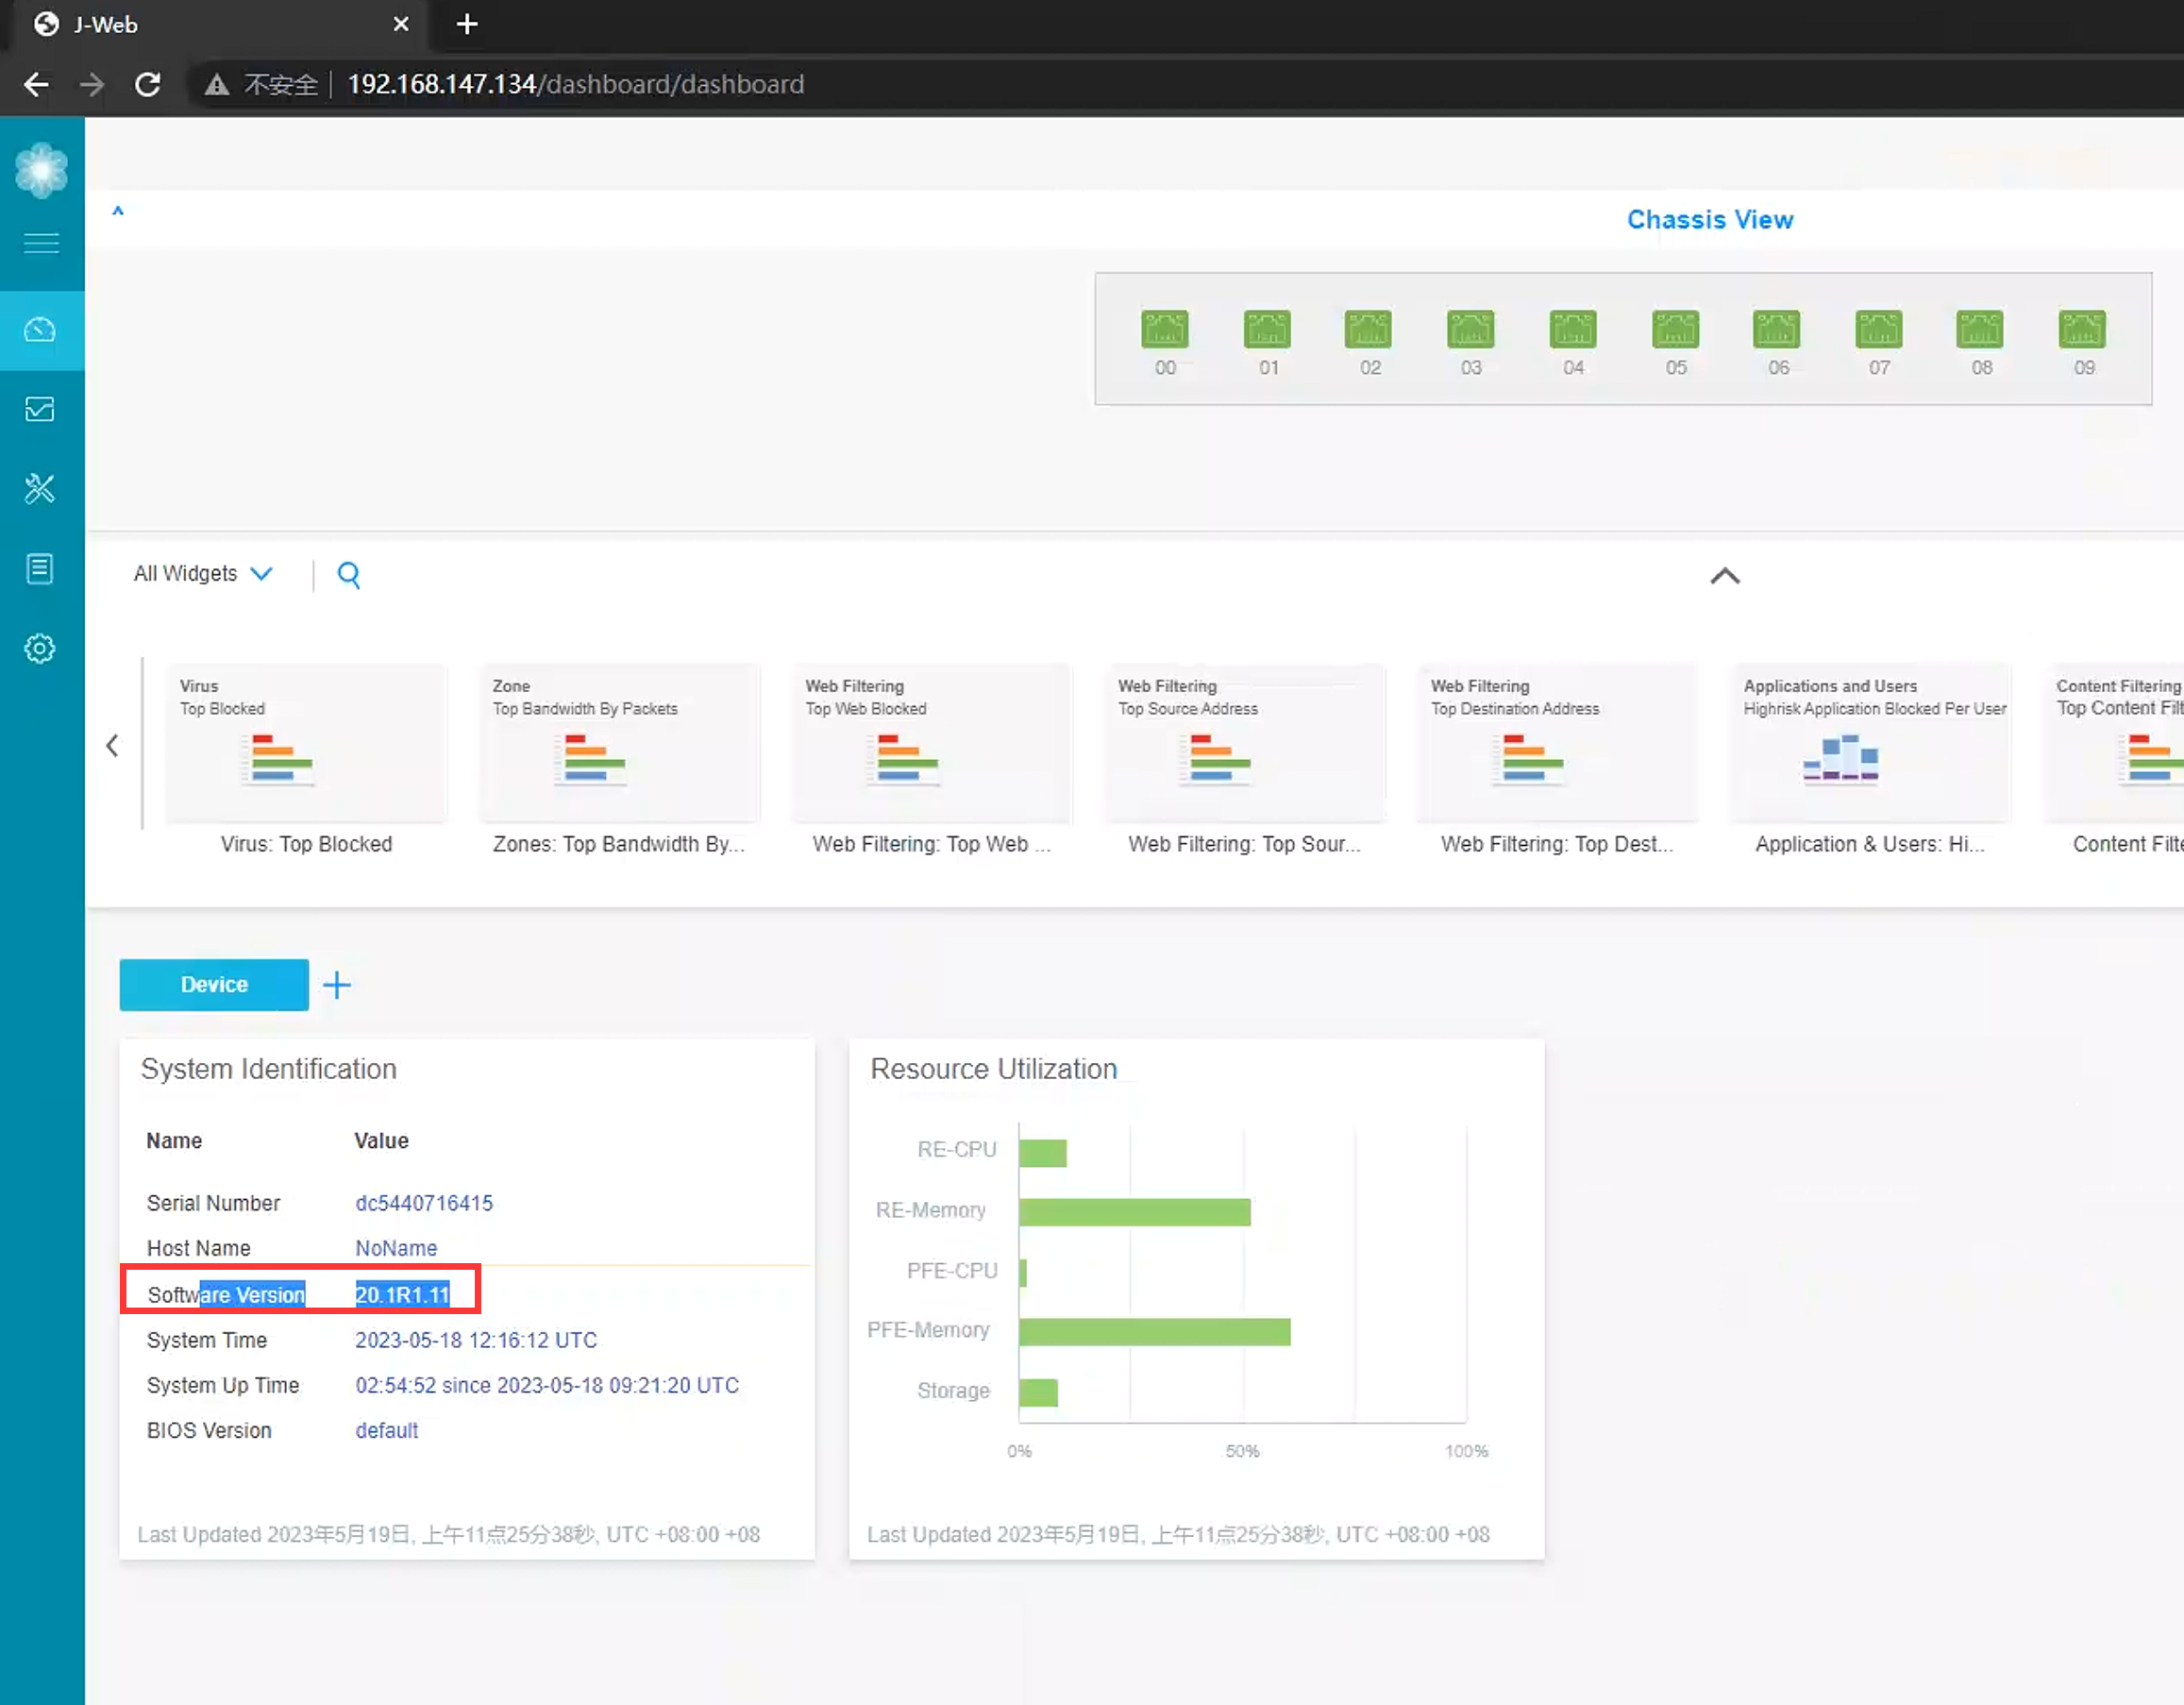 J-Web
不安全 192.168.147.134/dashboard/dashboard
Chassis View
00 01 02 03 04 05 06 07 08 09
All Widgets
Virus
Top Blocked
Virus: Top Blocked
Zone
Top Bandwidth By Packets
Zones: Top Bandwidth By...
Web Filtering
Top Web Blocked
Web Filtering: Top Web ...
Web Filtering
Top Source Address
Web Filtering: Top Sour...
Web Filtering
Top Destination Address
Web Filtering: Top Dest...
Applications and Users
Highrisk Application Blocked Per User
Application & Users: Hi...
Content Filtering
Top Content Filt
Content Filte
Device
System Identification
Name Value
Serial Number dc5440716415
Host Name NoName
Software Version 20.1R1.11
System Time 2023-05-18 12:16:12 UTC
System Up Time 02:54:52 since 2023-05-18 09:21:20 UTC
BIOS Version default
Last Updated 2023年5月19日, 上午11点25分38秒, UTC +08:00 +08
Resource Utilization
RE-CPU
RE-Memory
PFE-CPU
PFE-Memory
Storage
0% 50% 100%
Last Updated 2023年5月19日, 上午11点25分38秒, UTC +08:00 +08